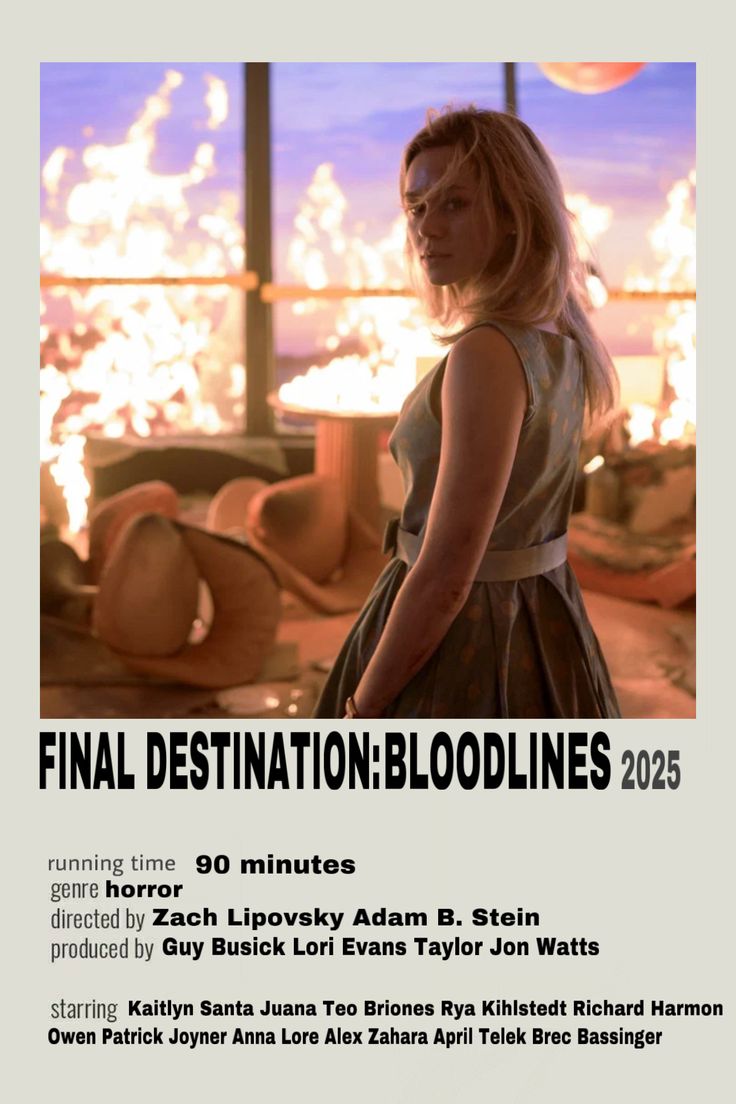 FINAL DESTINATION:BLOODLINES 2025
running time 90 minutes
genre horror
directed by Zach Lipovsky Adam B. Stein
produced by Guy Busick Lori Evans Taylor Jon Watts
starring Kaitlyn Santa Juana Teo Briones Rya Kihlstedt Richard Harmon
Owen Patrick Joyner Anna Lore Alex Zahara April Telek Brec Bassinger